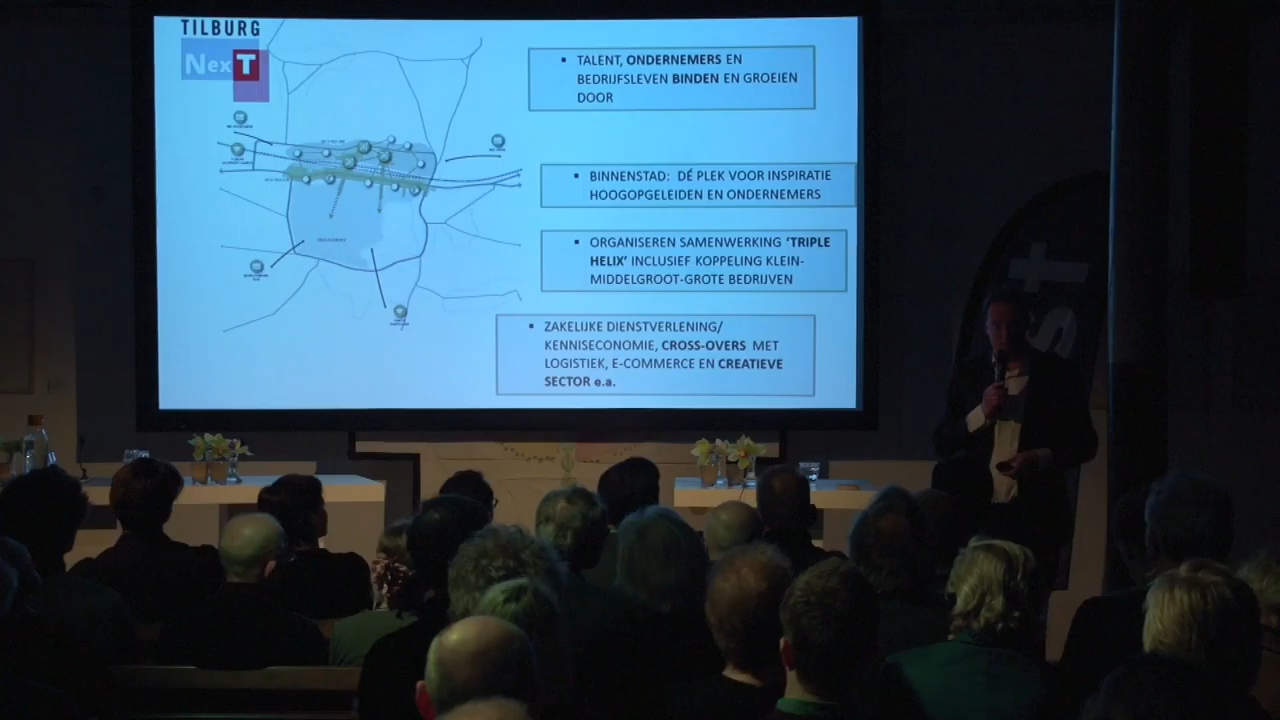 TILBURG
NexT
▪ TALENT, ONDERNEMERS EN
BEDRIJFSLEVEN BINDEN EN GROEIEN
DOOR
▪ BINNENSTAD: DÉ PLEK VOOR INSPIRATIE
HOOGOPGELEIDEN EN ONDERNEMERS
▪ ORGANISEREN SAMENWERKING ‘TRIPLE
HELIX’ INCLUSIEF KOPPELING KLEIN-
MIDDELGROOT-GROTE BEDRIJVEN
▪ ZAKELIJKE DIENSTVERLENING/
KENNISECONOMIE, CROSS-OVERS MET
LOGISTIEK, E-COMMERCE EN CREATIEVE
SECTOR e.a.